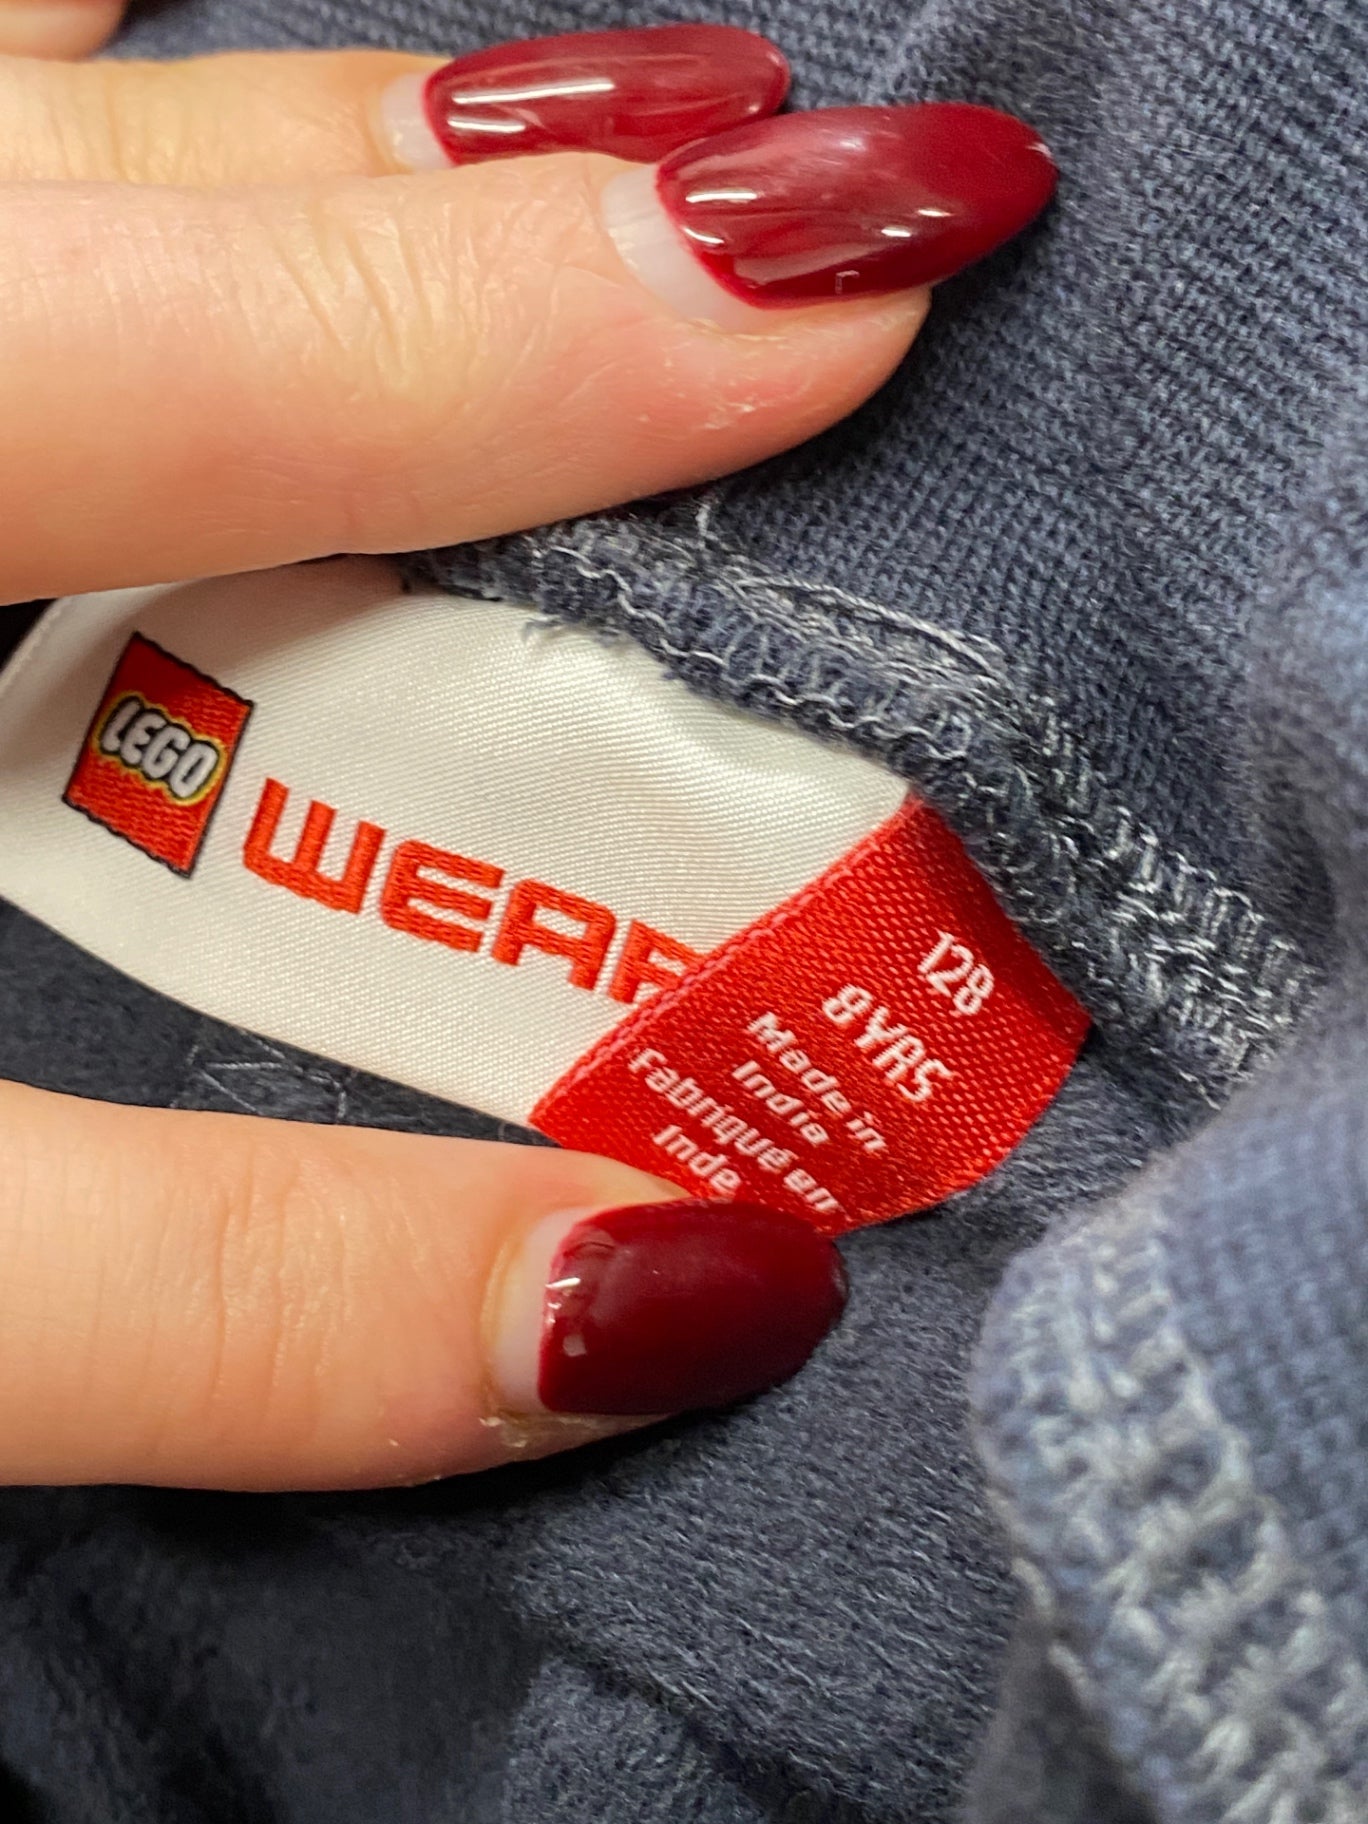 LEGO
WEAR
128
8 YRS
Made in
India
Fabriqué en
Inde